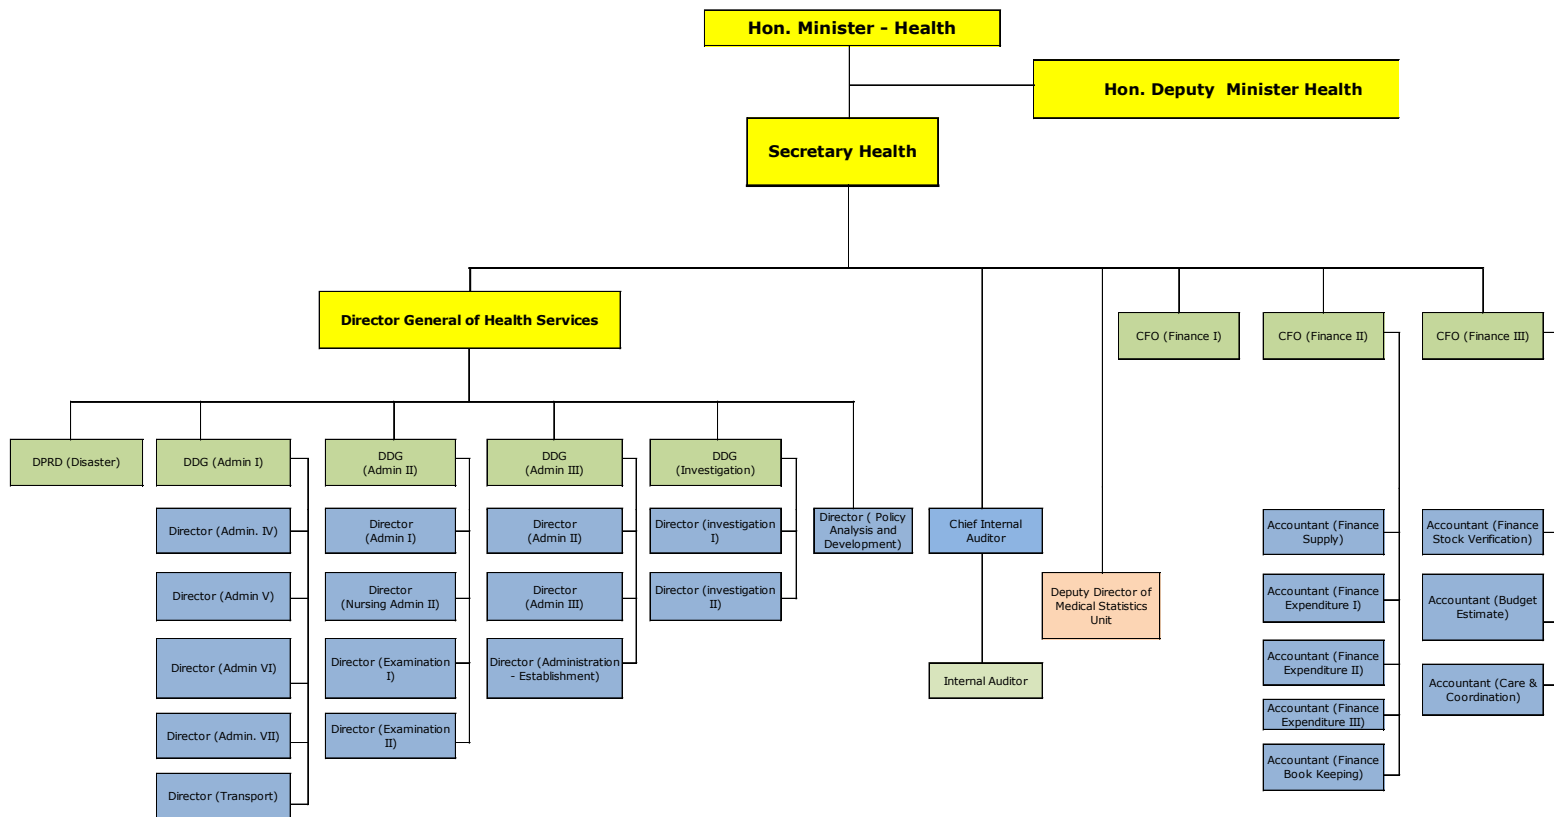 Hon. Minister - Health
Hon. Deputy  Minister Health
Secretary Health
Director General of Health Services
CFO (Finance I)
CFO (Finance II)
CFO (Finance III)
DPRD (Disaster)
DDG (Admin I)
DDG
(Admin II)
DDG
(Admin III)
DDG
(Investigation)
Director (Admin. IV)
Director
(Admin I)
Director
(Admin II)
Director (investigation
I)
Director ( Policy
Analysis and
Development)
Chief Internal
Auditor
Accountant (Finance
Supply)
Accountant (Finance
Stock Verification)
Director (Admin V)
Director
(Nursing Admin II)
Director
(Admin III)
Director (investigation
II)
Deputy Director of
Medical Statistics
Unit
Accountant (Finance
Expenditure I)
Accountant (Budget
Estimate)
Director (Admin VI)
Director (Examination
I)
Director (Administration
- Establishment)
Internal Auditor
Accountant (Finance
Expenditure II)
Accountant (Care &
Coordination)
Director (Admin. VII)
Director (Examination
II)
Accountant (Finance
Expenditure III)
Accountant (Finance
Book Keeping)
Director (Transport)